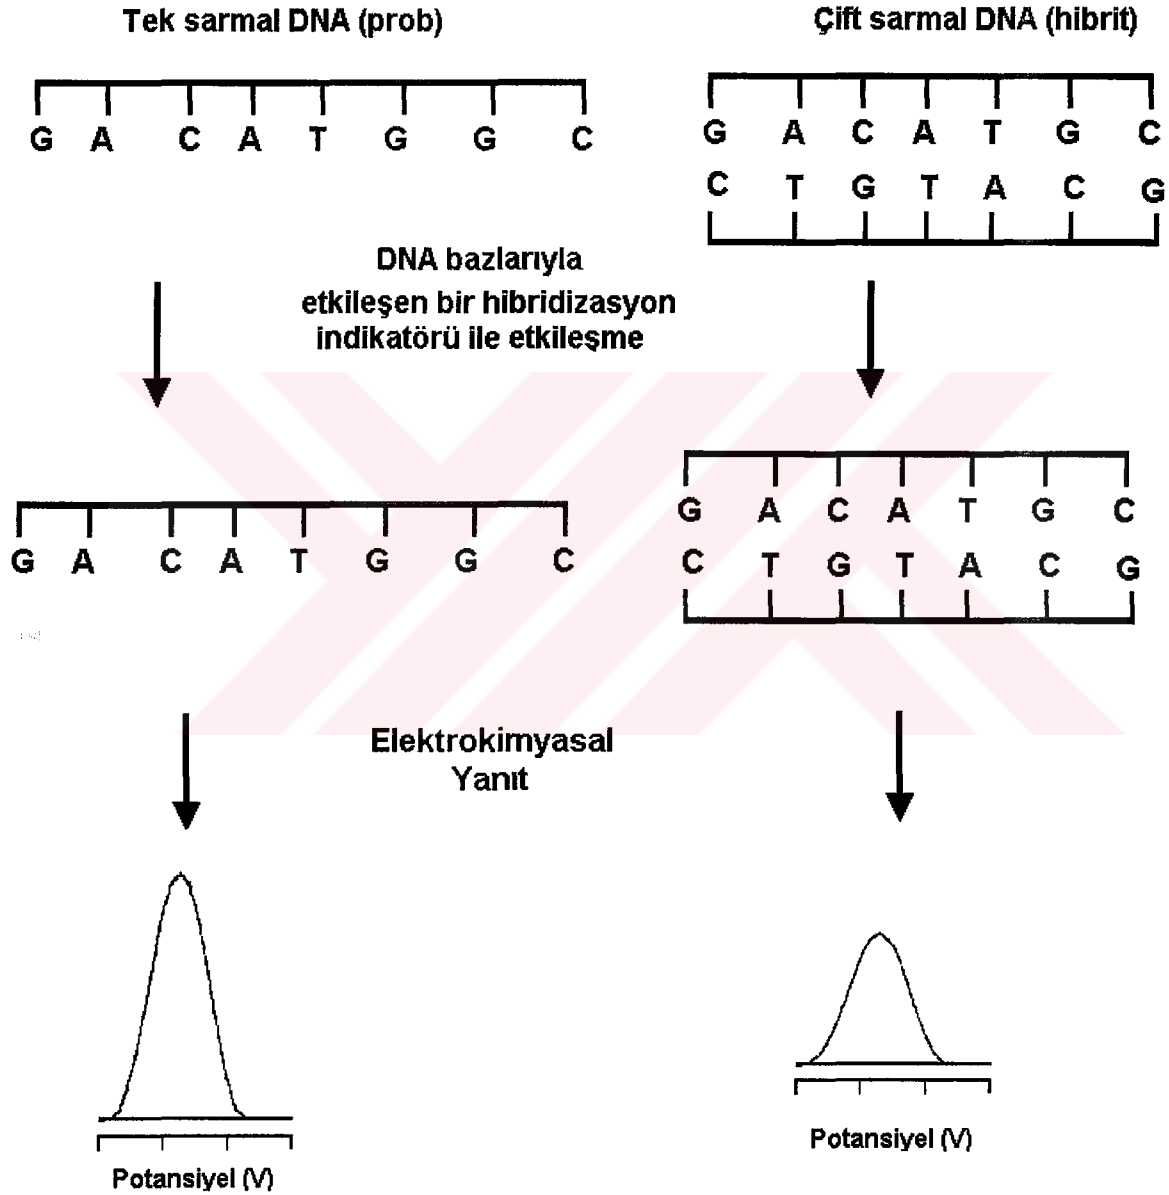 Tek sarmal DNA (prob)
Çift sarmal DNA (hibrit)
G A C A T G G C
G A C A T G C
C T G T A C G
DNA bazlarıyla
etkileşen bir hibridizasyon
indikatörü ile etkileşme
G A C A T G G C
G A C A T G C
C T G T A C G
Elektrokimyasal
Yanıt
Potansiyel (V)
Potansiyel (V)